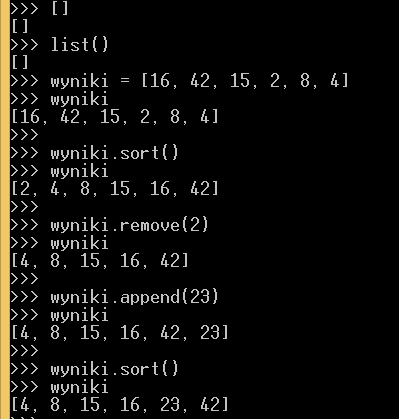 >>> []
[]
>>> list()
[]
>>> wyniki = [16, 42, 15, 2, 8, 4]
>>> wyniki
[16, 42, 15, 2, 8, 4]
>>>
>>> wyniki.sort()
>>> wyniki
[2, 4, 8, 15, 16, 42]
>>>
>>> wyniki.remove(2)
>>> wyniki
[4, 8, 15, 16, 42]
>>>
>>> wyniki.append(23)
>>> wyniki
[4, 8, 15, 16, 42, 23]
>>>
>>> wyniki.sort()
>>> wyniki
[4, 8, 15, 16, 23, 42]
>>>